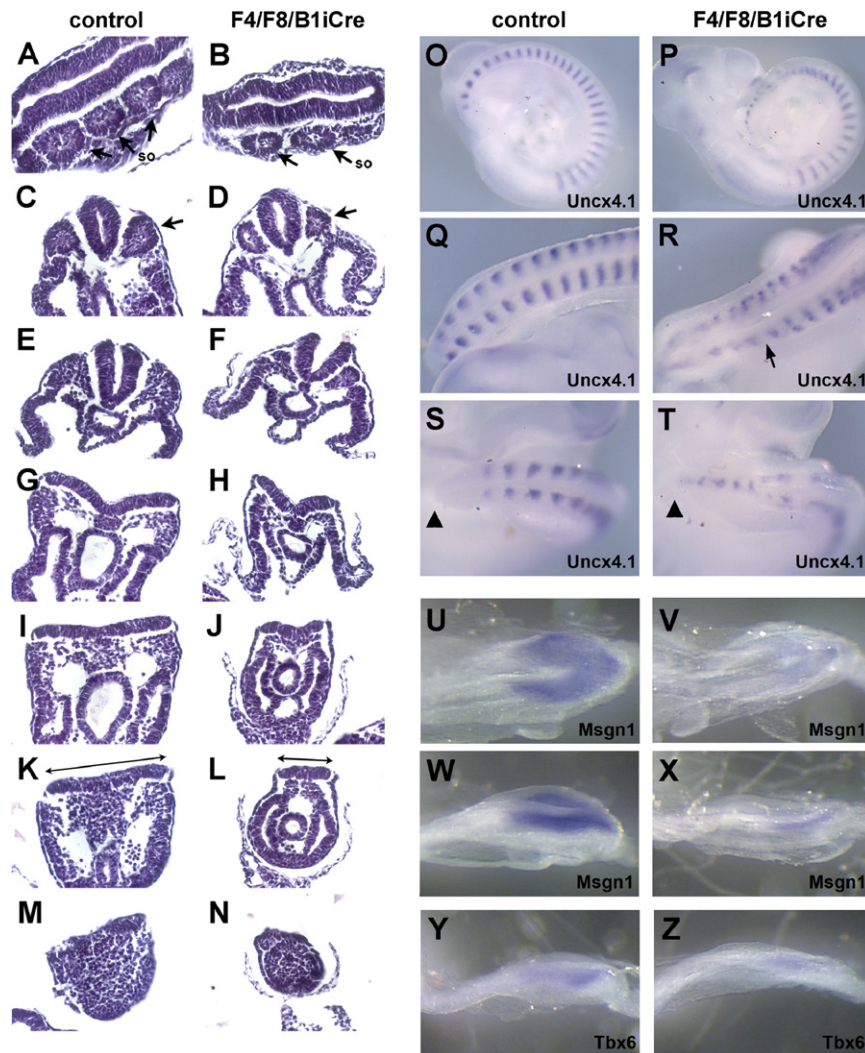 control F4/F8/B1iCre control F4/F8/B1iCre
A B O P
so so
Uncx4.1 Uncx4.1
C D
Q R
Uncx4.1 Uncx4.1
E F
S T
G H
Uncx4.1 Uncx4.1
I J U V
Msgn1 Msgn1
K L W X
Msgn1 Msgn1
M N Y Z
Tbx6 Tbx6